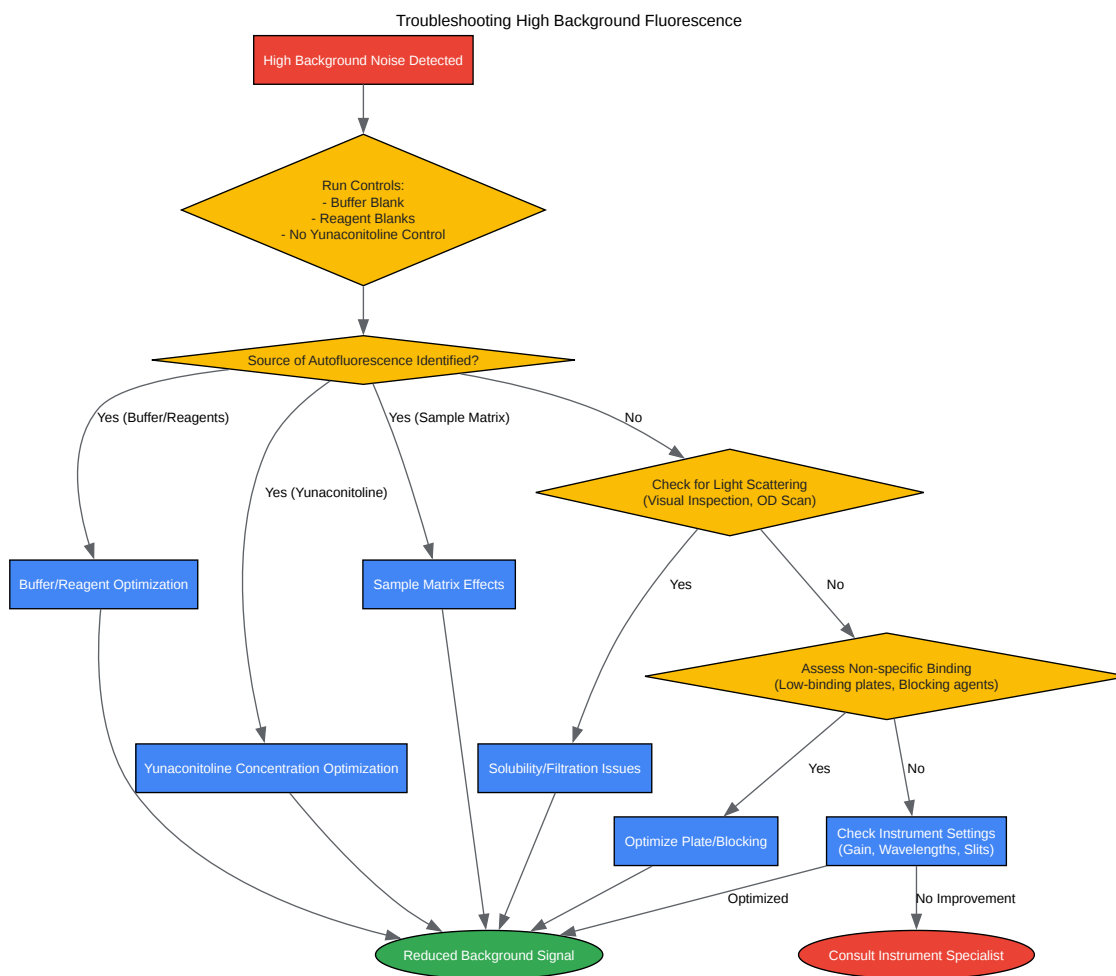 Troubleshooting High Background Fluorescence
High Background Noise Detected
Run Controls:
- Buffer Blank
- Reagent Blanks
- No Yunaconitoline Control
Source of Autofluorescence Identified?
Yes (Buffer/Reagents)
Yes (Sample Matrix)
No
Yes (Yunaconitoline)
Check for Light Scattering
(Visual Inspection, OD Scan)
Buffer/Reagent Optimization
Sample Matrix Effects
Yes
No
Assess Non-specific Binding
(Low-binding plates, Blocking agents)
Yunaconitoline Concentration Optimization
Solubility/Filtration Issues
Yes
No
Optimize Plate/Blocking
Check Instrument Settings
(Gain, Wavelengths, Slits)
Optimized
No Improvement
Reduced Background Signal
Consult Instrument Specialist